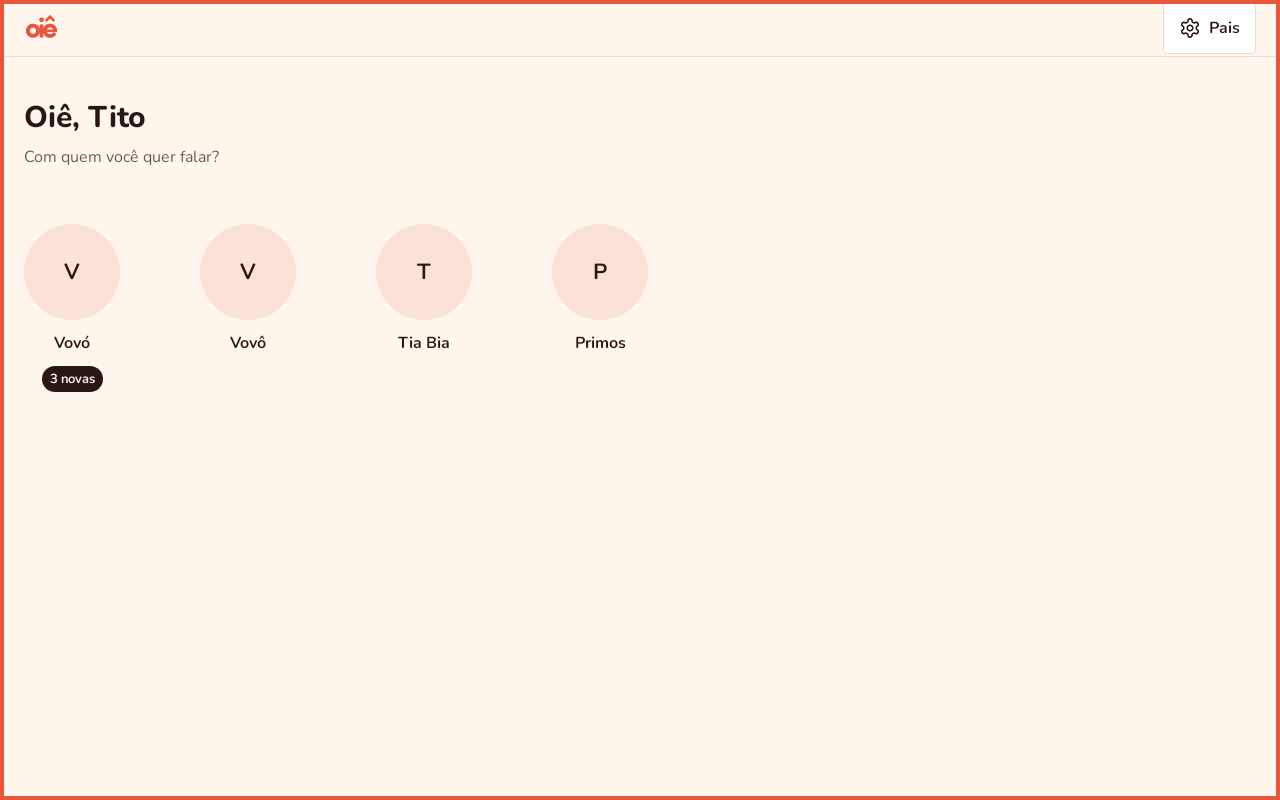 oiê
Pais
Oiê, Tito
Com quem você quer falar?
V
V
T
P
Vovó
Vovô
Tia Bia
Primos
3 novas